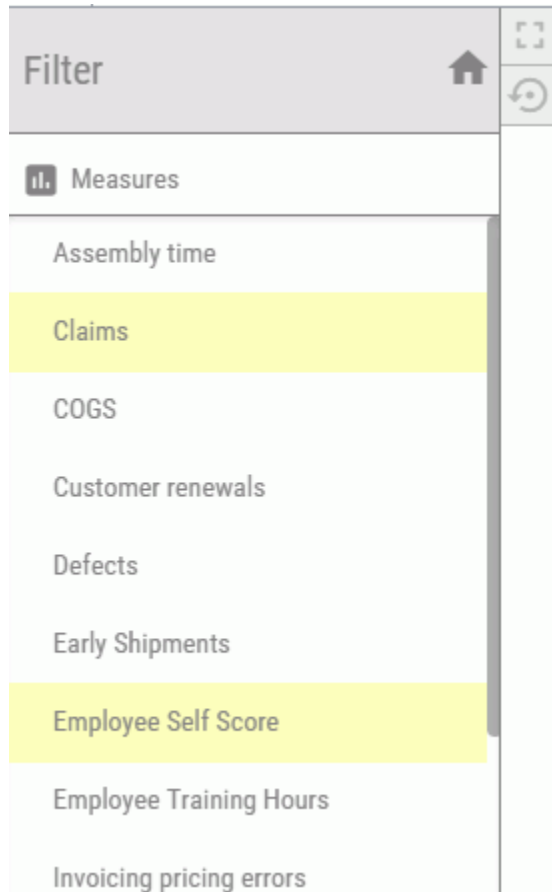 Filter
Measures
Assembly time
Claims
COGS
Customer renewals
Defects
Early Shipments
Employee Self Score
Employee Training Hours
Invoicing pricing errors